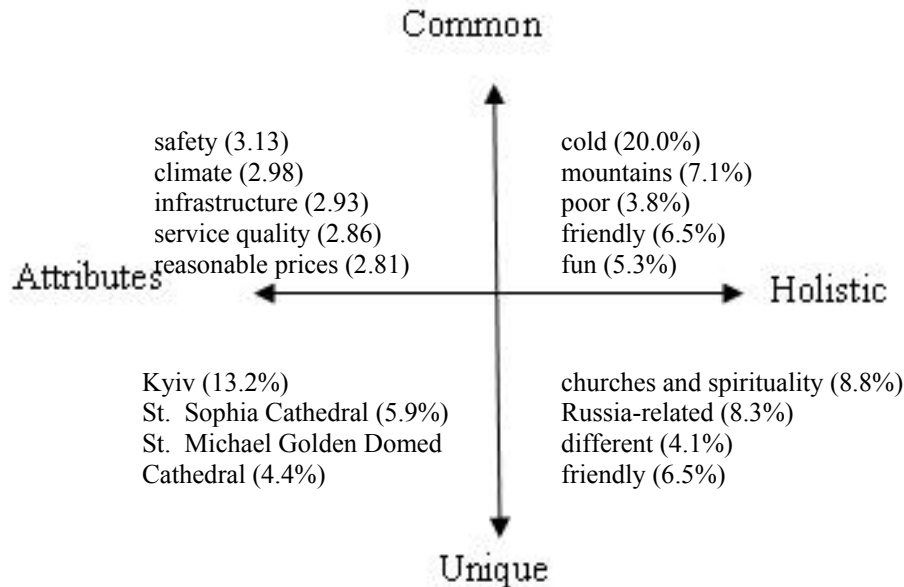 Common
safety (3.13)
climate (2.98)
infrastructure (2.93)
service quality (2.86)
reasonable prices (2.81)
cold (20.0%)
mountains (7.1%)
poor (3.8%)
friendly (6.5%)
fun (5.3%)
Attributes
Holistic
Kyiv (13.2%)
St. Sophia Cathedral (5.9%)
St. Michael Golden Domed
Cathedral (4.4%)
churches and spirituality (8.8%)
Russia-related (8.3%)
different (4.1%)
friendly (6.5%)
Unique